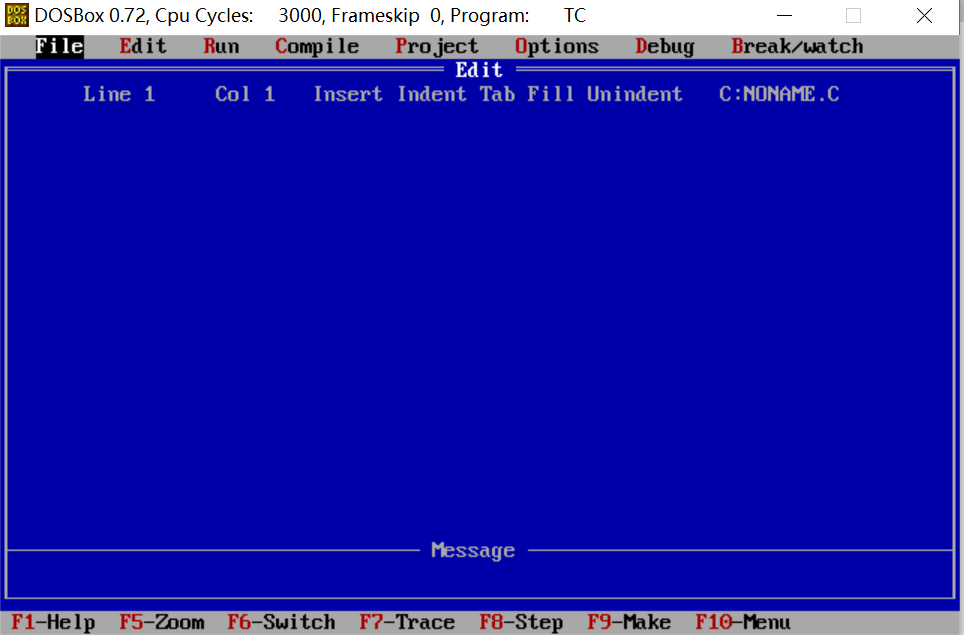 DOS BOX DOSBox 0.72, Cpu Cycles: 3000, Frameskip 0, Program: TC
File Edit Run Compile Project Options Debug Break/watch
Edit
Line 1 Col 1 Insert Indent Tab Fill Unindent C:NONAME.C
Message
F1-Help F5-Zoom F6-Switch F7-Trace F8-Step F9-Make F10-Menu